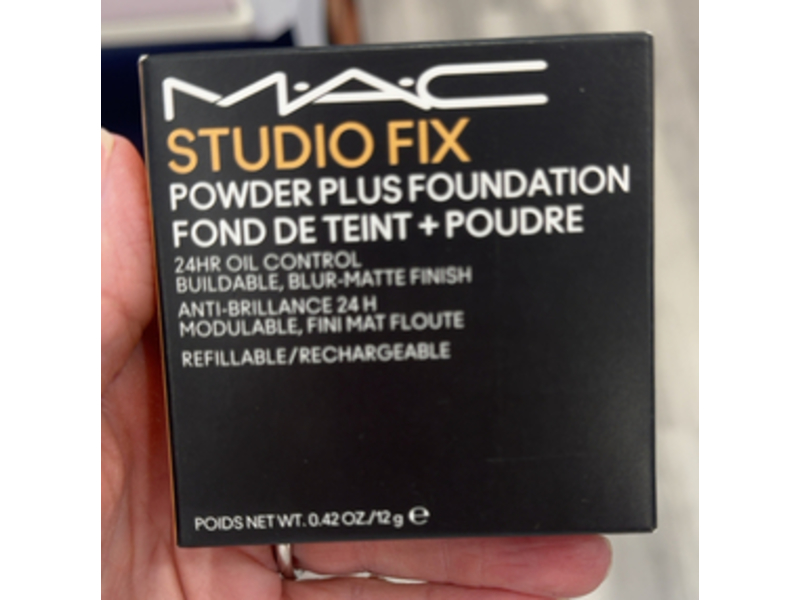 M·A·C
STUDIO FIX
POWDER PLUS FOUNDATION
FOND DE TEINT + POUDRE
24HR OIL CONTROL
BUILDABLE, BLUR-MATTE FINISH
ANTI-BRILLANCE 24 H
MODULABLE, FINI MAT FLOUTE
REFILLABLE/RECHARGEABLE
POIDS NET WT. 0.42 OZ./12 g ℮